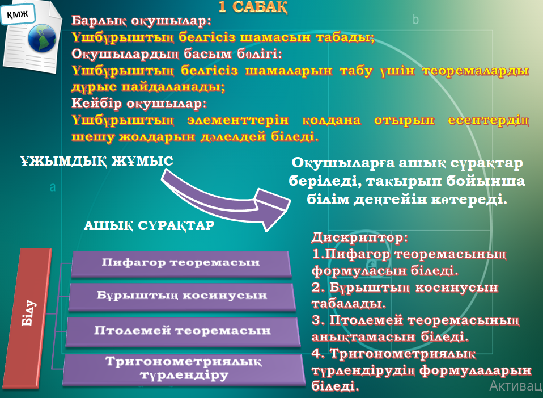 1 САБАҚ
ҚМЖ
Барлық оқушылар:
Үшбұрыштың белгісіз шамасын табады;
Оқушылардың басым бөлігі:
Үшбұрыштың белгісіз шамаларын табу үшін теоремаларды
дұрыс пайдаланады;
Кейбір оқушылар:
Үшбұрыштың элементтерін қолдана отырып есептердің
шешу жолдарын дәлелдей біледі.
ҰЖЫМДЫҚ ЖҰМЫС
Оқушыларға ашық сұрақтар
беріледі, тақырып бойынша
білім деңгейін көтереді.
АШЫҚ СҰРАҚТАР
Білу
Пифагор теоремасын
Бұрыштың косинусын
Птолемей теоремасын
Тригонометриялық
түрлендіру
Дискриптор:
1.Пифагор теоремасының
формуласын біледі.
2. Бұрыштың косинусын
табалады.
3. Птолемей теоремасының
анықтамасын біледі.
4. Тригонометриялық
түрлендірудің формулаларын
біледі.
a
b
Активац